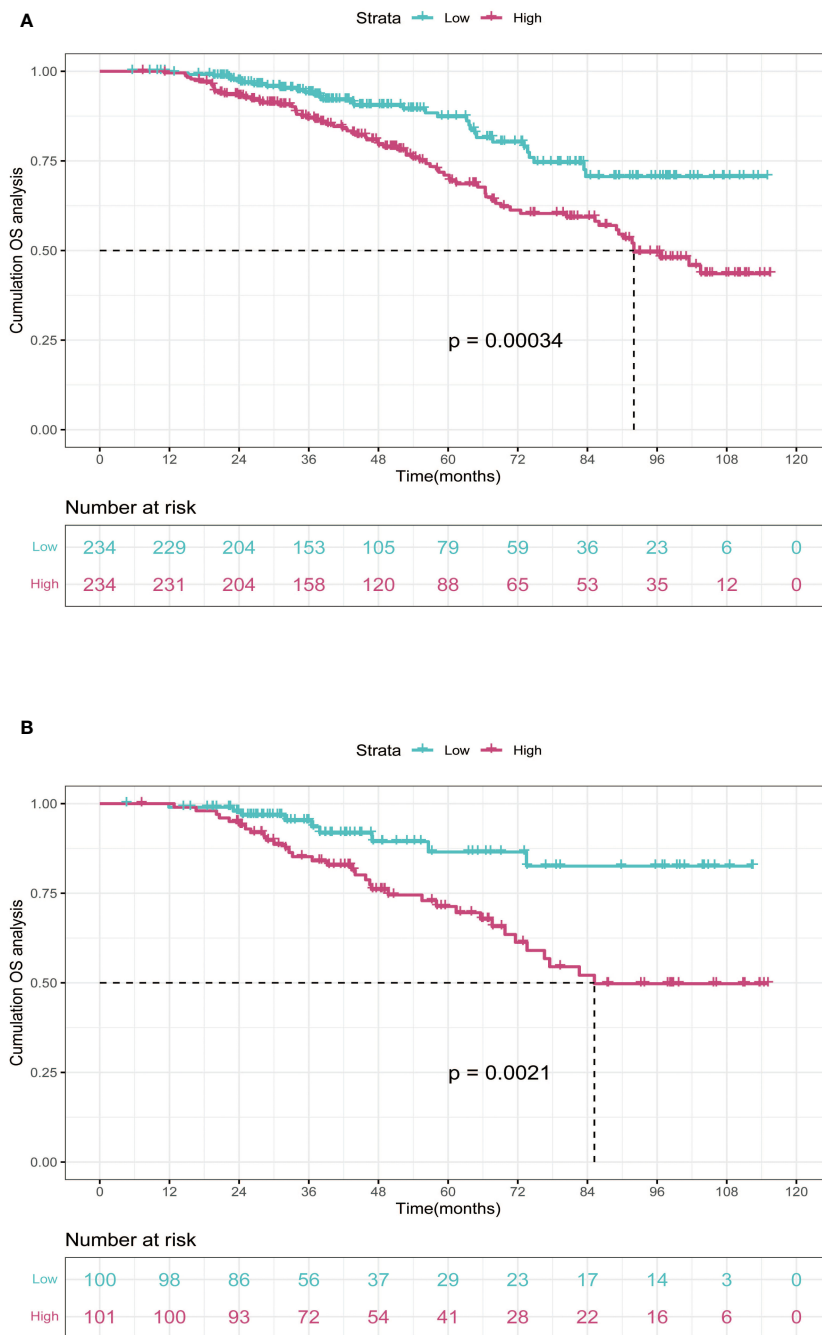 A
Strata Low High
1.00
0.75
0.50
0.25
0.00
Cumulation OS analysis
p = 0.00034
0 12 24 36 48 60 72 84 96 108 120
Time(months)
Number at risk
Low 234 229 204 153 105 79 59 36 23 6 0
High 234 231 204 158 120 88 65 53 35 12 0
B
Strata Low High
1.00
0.75
0.50
0.25
0.00
Cumulation OS analysis
p = 0.0021
0 12 24 36 48 60 72 84 96 108 120
Time(months)
Number at risk
Low 100 98 86 56 37 29 23 17 14 3 0
High 101 100 93 72 54 41 28 22 16 6 0